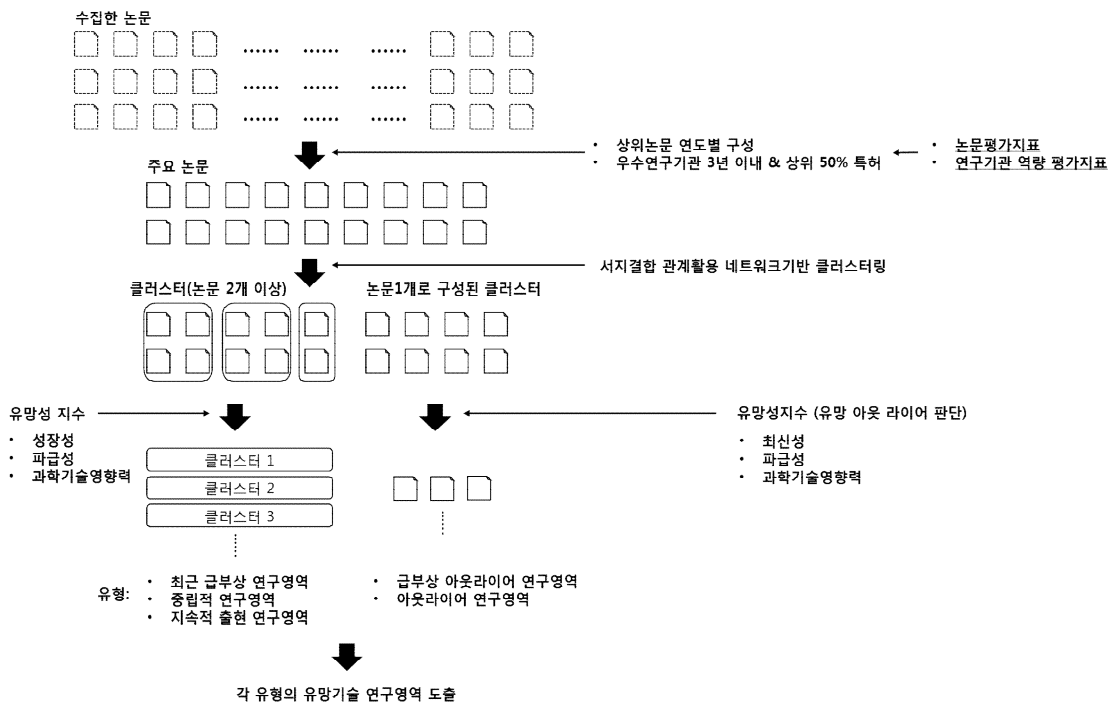 수집한 논문
...... ...... ......
...... ...... ......
...... ...... ......
• 상위논문 연도별 구성
• 우수연구기관 3년 이내 & 상위 50% 특허
• 논문평가지표
• 연구기관 역량 평가지표
주요 논문
서지결합 관계활용 네트워크기반 클러스터링
클러스터(논문 2개 이상)
논문1개로 구성된 클러스터
유망성 지수
• 성장성
• 파급성
• 과학기술영향력
유망성지수 (유망 아웃 라이어 판단)
• 최신성
• 파급성
• 과학기술영향력
클러스터 1
클러스터 2
클러스터 3
유형:
• 최근 급부상 연구영역
• 중립적 연구영역
• 지속적 출현 연구영역
• 급부상 아웃라이어 연구영역
• 아웃라이어 연구영역
각 유형의 유망기술 연구영역 도출